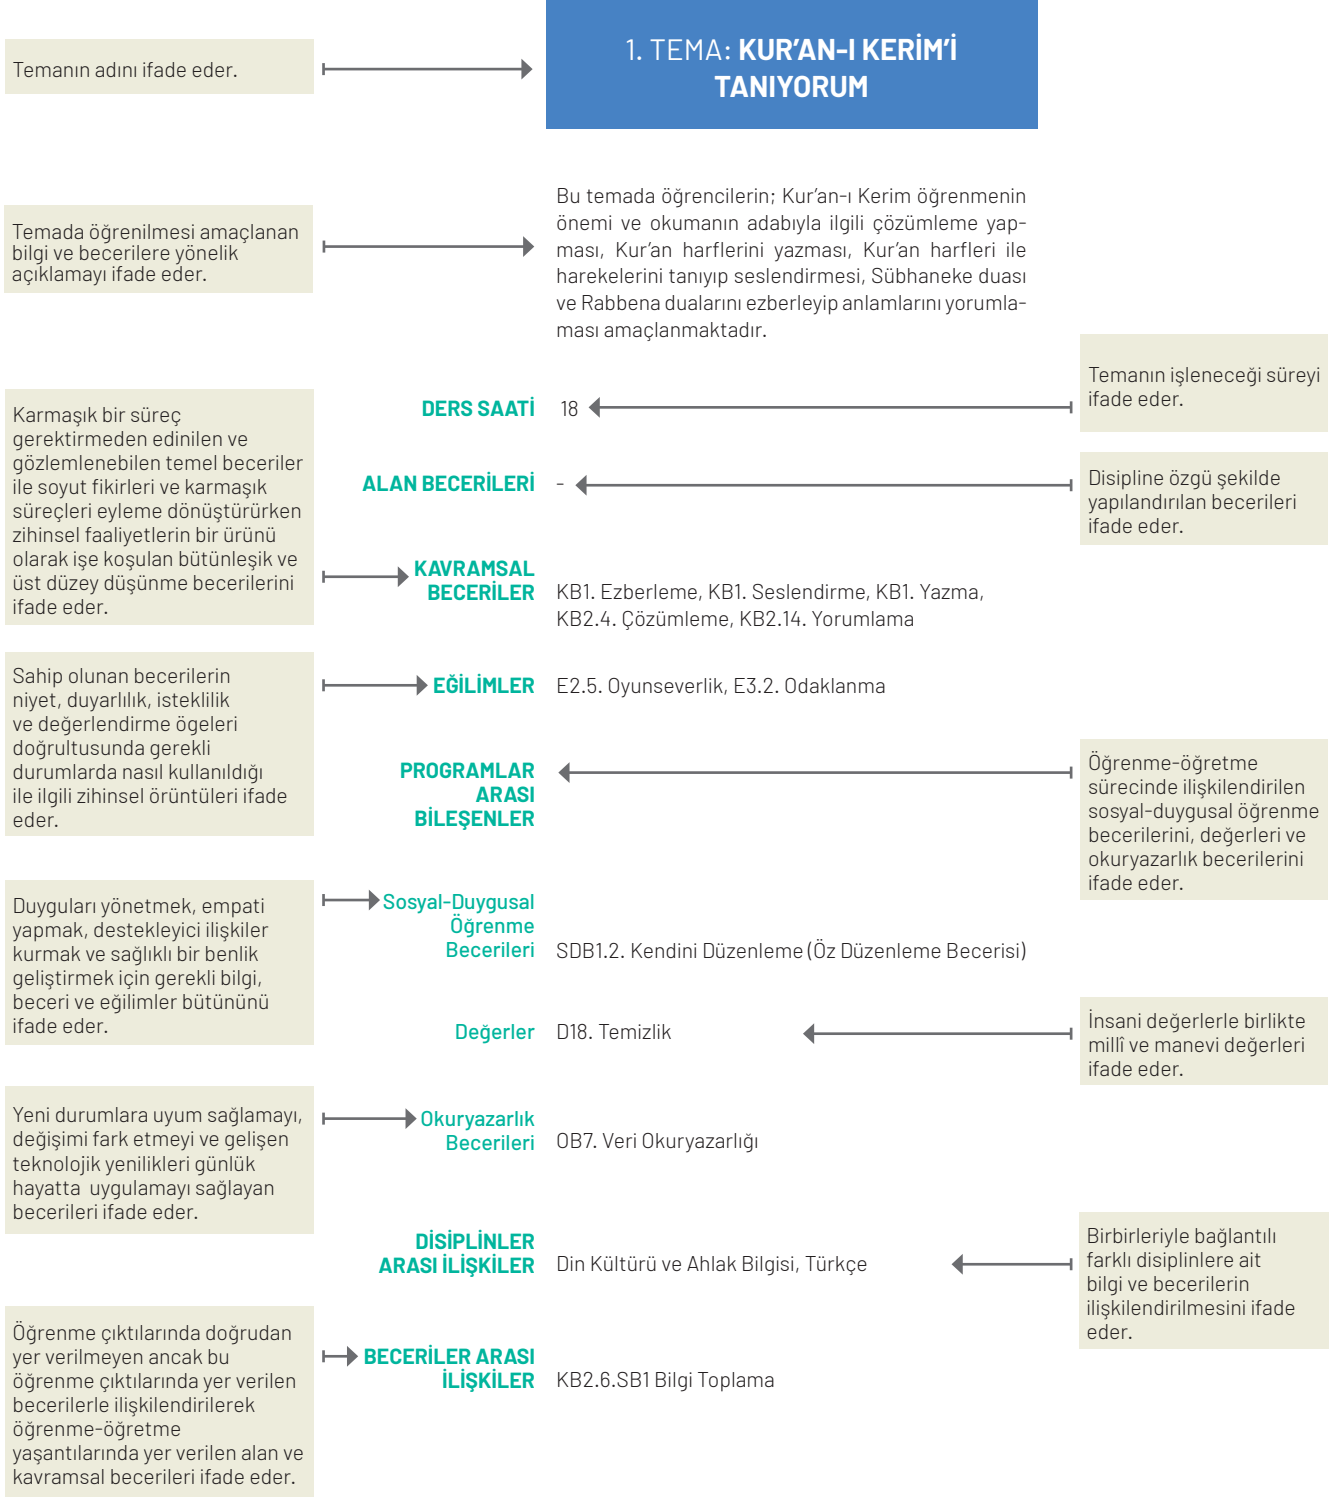 Temanın adını ifade eder.
1. TEMA: KUR’AN-I KERİM’İ
TANIYORUM
Temada öğrenilmesi amaçlanan
bilgi ve becerilere yönelik
açıklamayı ifade eder.
Bu temada öğrencilerin; Kur’an-ı Kerim öğrenmenin
önemi ve okumanın adabıyla ilgili çözümleme yap-
ması, Kur’an harflerini yazması, Kur’an harfleri ile
harekelerini tanıyıp seslendirmesi, Sübhaneke duası
ve Rabbena dualarını ezberleyip anlamlarını yorumla-
ması amaçlanmaktadır.
Temanın işleneceği süreyi
ifade eder.
DERS SAATİ 18
Karmaşık bir süreç
gerektirmeden edinilen ve
gözlemlenebilen temel beceriler
ile soyut fikirleri ve karmaşık
süreçleri eyleme dönüştürürken
zihinsel faaliyetlerin bir ürünü
olarak işe koşulan bütünleşik ve
üst düzey düşünme becerilerini
ifade eder.
ALAN BECERİLERİ -
Disipline özgü şekilde
yapılandırılan becerileri
ifade eder.
KAVRAMSAL
BECERİLER
KB1. Ezberleme, KB1. Seslendirme, KB1. Yazma,
KB2.4. Çözümleme, KB2.14. Yorumlama
Sahip olunan becerilerin
niyet, duyarlılık, isteklilik
ve değerlendirme ögeleri
doğrultusunda gerekli
durumlarda nasıl kullanıldığı
ile ilgili zihinsel örüntüleri ifade
eder.
EĞİLİMLER E2.5. Oyunseverlik, E3.2. Odaklanma
PROGRAMLAR
ARASI
BİLEŞENLER
Öğrenme-öğretme
sürecinde ilişkilendirilen
sosyal-duygusal öğrenme
becerilerini, değerleri ve
okuryazarlık becerilerini
ifade eder.
Duyguları yönetmek, empati
yapmak, destekleyici ilişkiler
kurmak ve sağlıklı bir benlik
geliştirmek için gerekli bilgi,
beceri ve eğilimler bütününü
ifade eder.
Sosyal-Duygusal
Öğrenme
Becerileri
SDB1.2. Kendini Düzenleme (Öz Düzenleme Becerisi)
Değerler D18. Temizlik
İnsani değerlerle birlikte
millî ve manevi değerleri
ifade eder.
Yeni durumlara uyum sağlamayı,
değişimi fark etmeyi ve gelişen
teknolojik yenilikleri günlük
hayatta uygulamayı sağlayan
becerileri ifade eder.
Okuryazarlık
Becerileri
OB7. Veri Okuryazarlığı
DİSİPLİNLER
ARASI İLİŞKİLER
Din Kültürü ve Ahlak Bilgisi, Türkçe
Birbirleriyle bağlantılı
farklı disiplinlere ait
bilgi ve becerilerin
ilişkilendirilmesini ifade
eder.
Öğrenme çıktılarında doğrudan
yer verilmeyen ancak bu
öğrenme çıktılarında yer verilen
becerilerle ilişkilendirilerek
öğrenme-öğretme
yaşantılarında yer verilen alan ve
kavramsal becerileri ifade eder.
BECERİLER ARASI
İLİŞKİLER
KB2.6.SB1 Bilgi Toplama